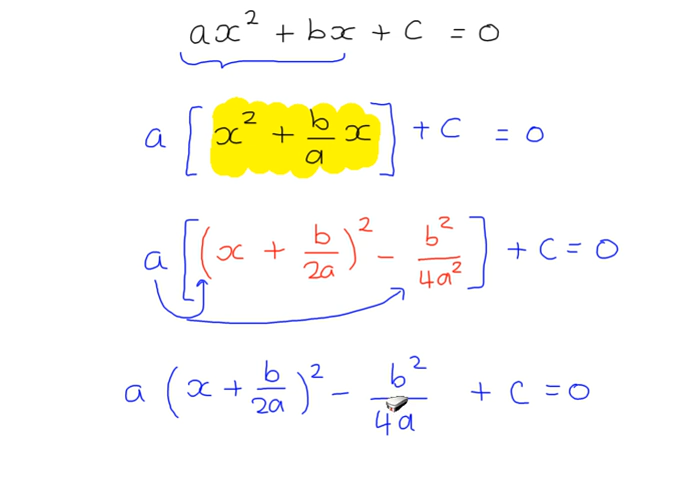 ax² + bx + c = 0
a [ x² + b/a x ] + c = 0
a [ ( x + b/2a )² - b²/4a² ] + c = 0
a ( x + b/2a )² - b²/4a + c = 0